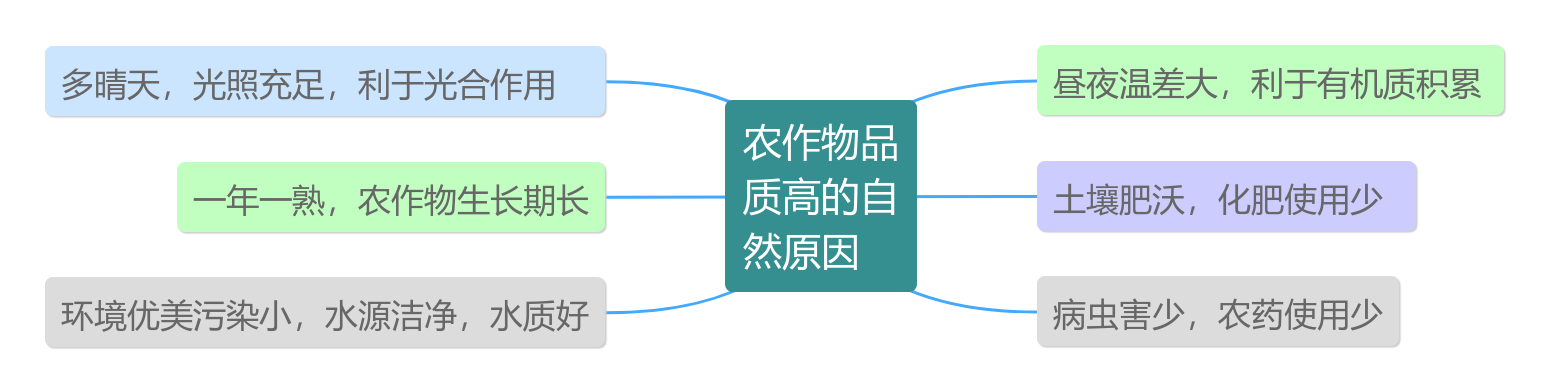 多晴天，光照充足，利于光合作用
一年一熟，农作物生长期长
环境优美污染小，水源洁净，水质好
农作物品
质高的自
然原因
昼夜温差大，利于有机质积累
土壤肥沃，化肥使用少
病虫害少，农药使用少